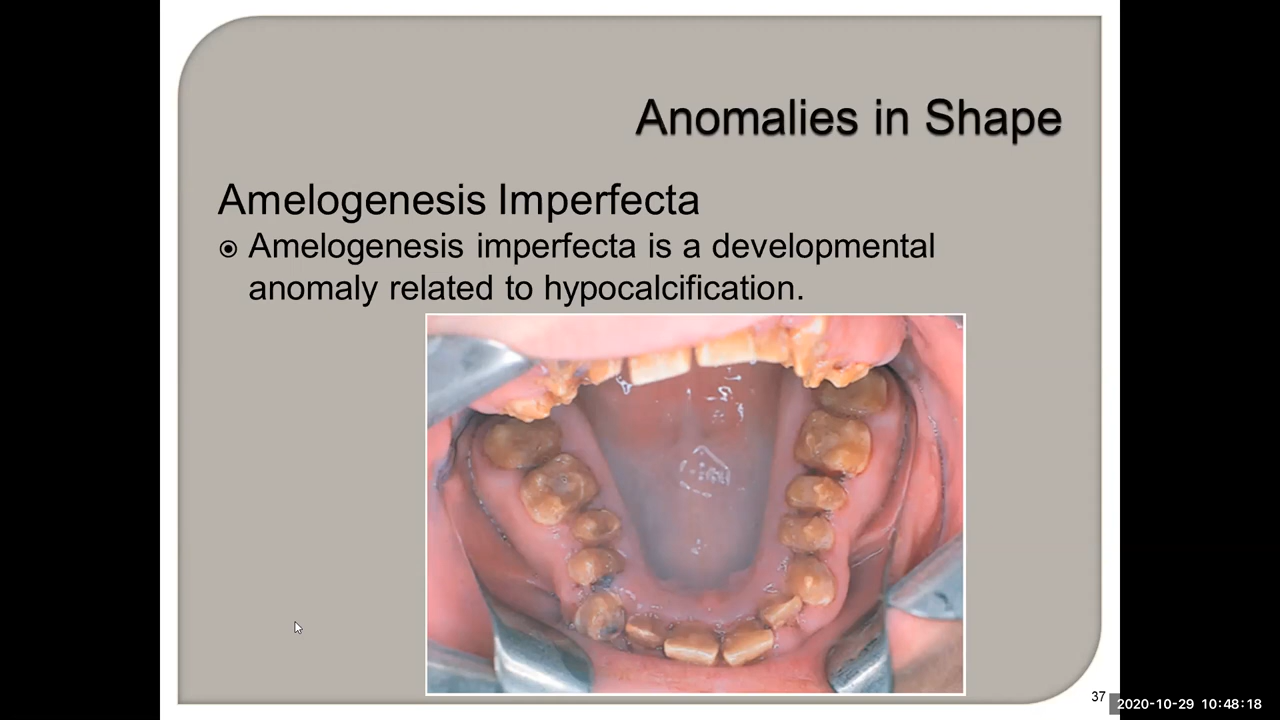 Anomalies in Shape
Amelogenesis Imperfecta
Amelogenesis imperfecta is a developmental
anomaly related to hypocalcification.
37
2020-10-29 10:48:18